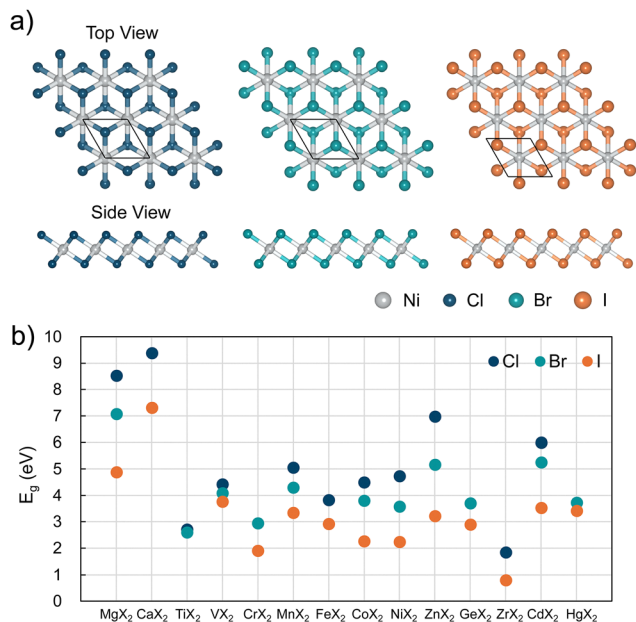 a)
Top View
Side View
Ni Cl Br I
b)
Cl Br I
E_g (eV)
10
9
8
7
6
5
4
3
2
1
0
MgX₂ CaX₂ TiX₂ VX₂ CrX₂ MnX₂ FeX₂ CoX₂ NiX₂ ZnX₂ GeX₂ ZrX₂ CdX₂ HgX₂